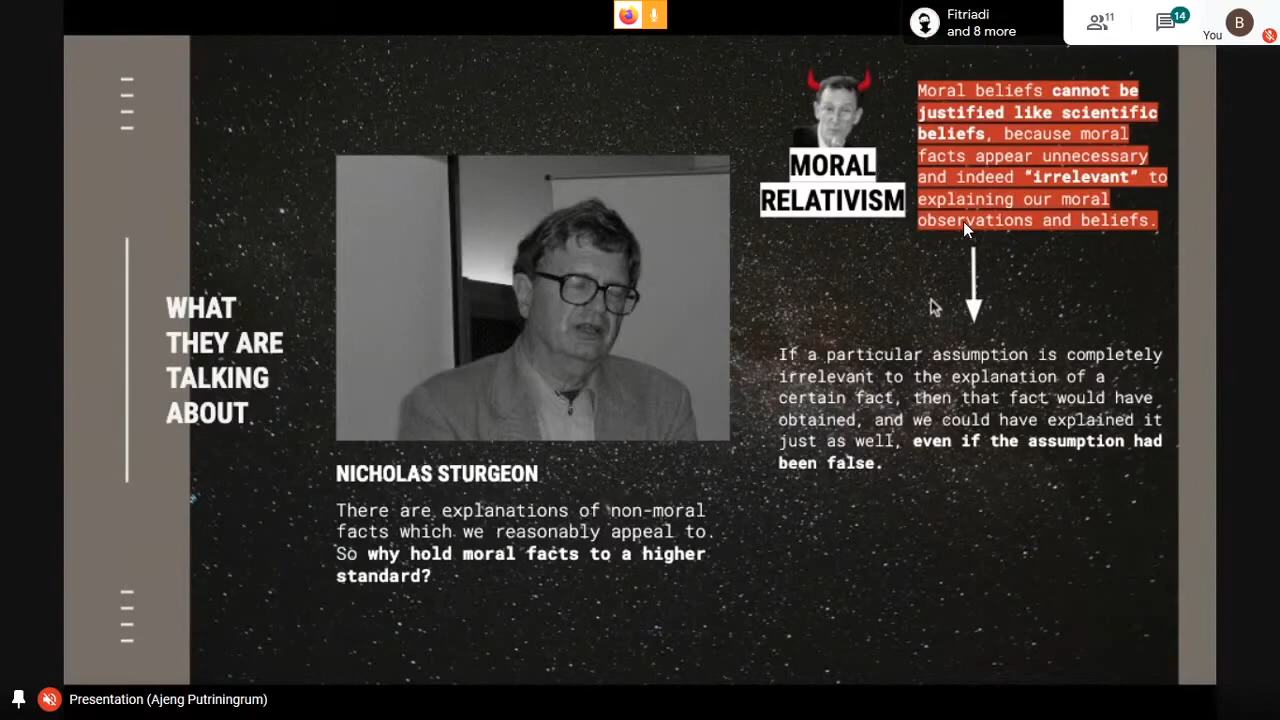 Fitriadi
and 8 more
11
14
You
B
WHAT
THEY ARE
TALKING
ABOUT
NICHOLAS STURGEON
There are explanations of non-moral
facts which we reasonably appeal to.
So why hold moral facts to a higher
standard?
MORAL
RELATIVISM
Moral beliefs cannot be
justified like scientific
beliefs, because moral
facts appear unnecessary
and indeed “irrelevant” to
explaining our moral
observations and beliefs.
If a particular assumption is completely
irrelevant to the explanation of a
certain fact, then that fact would have
obtained, and we could have explained it
just as well, even if the assumption had
been false.
Presentation (Ajeng Putriningrum)